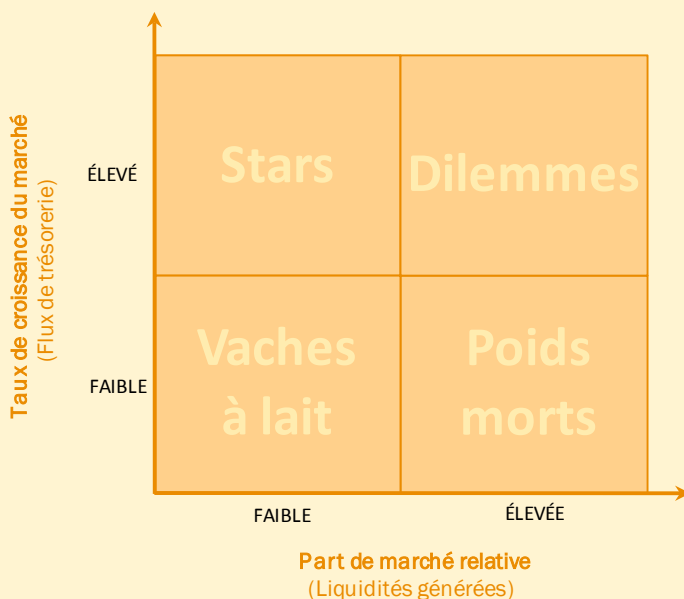 Taux de croissance du marché
(Flux de trésorerie)
ÉLEVÉ
Stars
Dilemmes
FAIBLE
Vaches
à lait
Poids
morts
FAIBLE
ÉLEVÉE
Part de marché relative
(Liquidités générées)